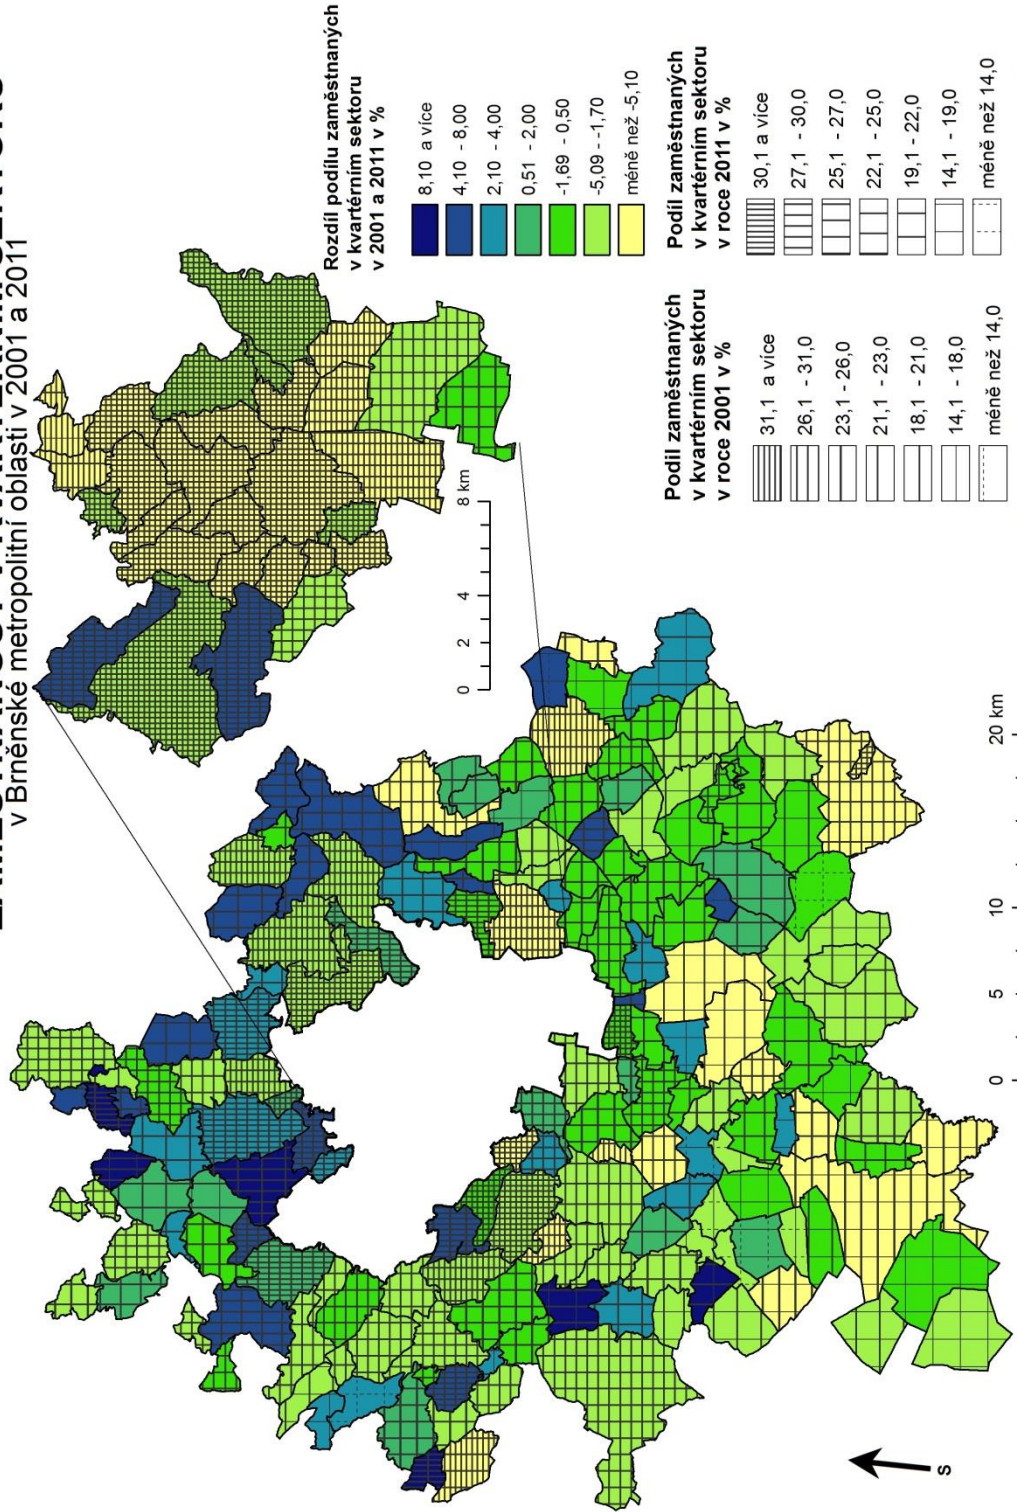 v Brněnské metropolitní oblasti v 2001 a 2011
0 2 4 8 km
Rozdíl podílu zaměstnaných
v kvartérním sektoru
v 2001 a 2011 v %
8,10 a více
4,10 - 8,00
2,10 - 4,00
0,51 - 2,00
-1,69 - 0,50
-5,09 - -1,70
méně než -5,10
Podíl zaměstnaných
v kvartérním sektoru
v roce 2001 v %
31,1 a více
26,1 - 31,0
23,1- 26,0
21,1 - 23,0
18,1 - 21,0
14,1 - 18,0
méně než 14,0
Podíl zaměstnaných
v kvartérním sektoru
v roce 2011 v %
30,1 a více
27,1 - 30,0
25,1 - 27,0
22,1 - 25,0
19,1 - 22,0
14,1 - 19,0
méně než 14,0
0 5 10 20 km
S